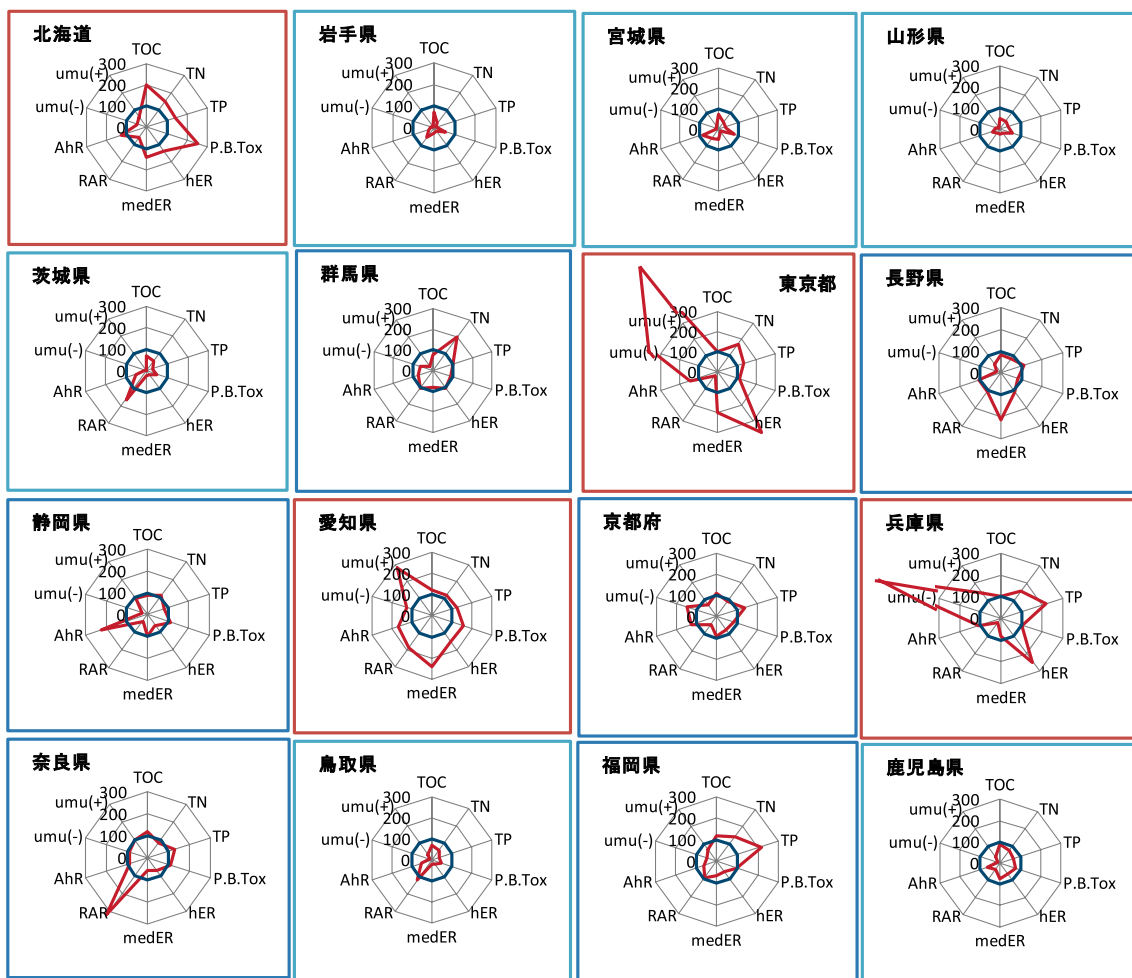 北海道
TOC
TN
TP
P.B.Tox
hER
medER
RAR
AhR
umu(-)
umu(+)
300
200
100
0
岩手県
TOC
TN
TP
P.B.Tox
hER
medER
RAR
AhR
umu(-)
umu(+)
300
200
100
0
宮城県
TOC
TN
TP
P.B.Tox
hER
medER
RAR
AhR
umu(-)
umu(+)
300
200
100
0
山形県
TOC
TN
TP
P.B.Tox
hER
medER
RAR
AhR
umu(-)
umu(+)
300
200
100
0
茨城県
TOC
TN
TP
P.B.Tox
hER
medER
RAR
AhR
umu(-)
umu(+)
300
200
100
0
群馬県
TOC
TN
TP
P.B.Tox
hER
medER
RAR
AhR
umu(-)
umu(+)
300
200
100
0
東京都
TOC
TN
TP
P.B.Tox
hER
medER
RAR
AhR
umu(-)
umu(+)
300
200
100
0
長野県
TOC
TN
TP
P.B.Tox
hER
medER
RAR
AhR
umu(-)
umu(+)
300
200
100
0
静岡県
TOC
TN
TP
P.B.Tox
hER
medER
RAR
AhR
umu(-)
umu(+)
300
200
100
0
愛知県
TOC
TN
TP
P.B.Tox
hER
medER
RAR
AhR
umu(-)
umu(+)
300
200
100
0
京都府
TOC
TN
TP
P.B.Tox
hER
medER
RAR
AhR
umu(-)
umu(+)
300
200
100
0
兵庫県
TOC
TN
TP
P.B.Tox
hER
medER
RAR
AhR
umu(-)
umu(+)
300
200
100
0
奈良県
TOC
TN
TP
P.B.Tox
hER
medER
RAR
AhR
umu(-)
umu(+)
300
200
100
0
鳥取県
TOC
TN
TP
P.B.Tox
hER
medER
RAR
AhR
umu(-)
umu(+)
300
200
100
0
福岡県
TOC
TN
TP
P.B.Tox
hER
medER
RAR
AhR
umu(-)
umu(+)
300
200
100
0
鹿児島県
TOC
TN
TP
P.B.Tox
hER
medER
RAR
AhR
umu(-)
umu(+)
300
200
100
0